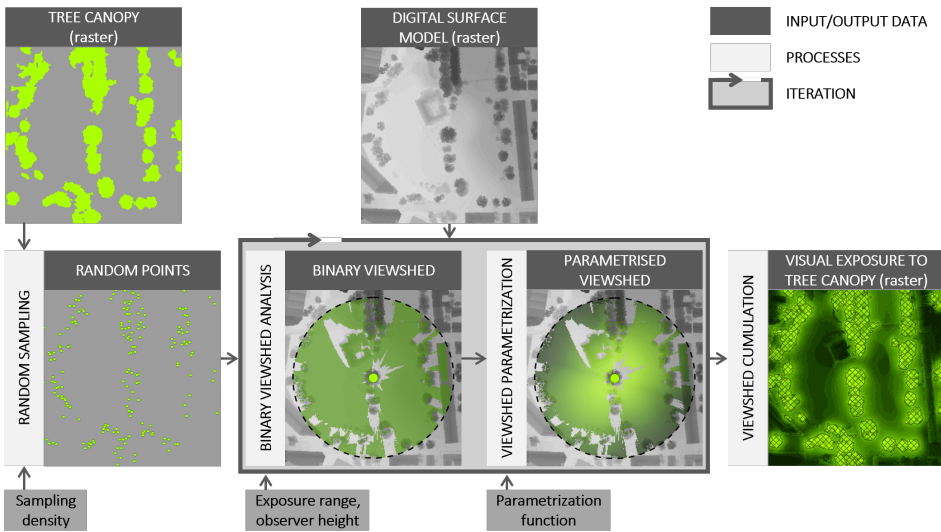 TREE CANOPY
(raster)
DIGITAL SURFACE
MODEL (raster)
INPUT/OUTPUT DATA
PROCESSES
ITERATION
RANDOM SAMPLING
RANDOM POINTS
BINARY VIEWSHED ANALYSIS
BINARY VIEWSHED
VIEWSHED PARAMETRIZATION
PARAMETRISED
VIEWSHED
VIEWSHED CUMULATION
VISUAL EXPOSURE TO
TREE CANOPY (raster)
Sampling
density
Exposure range,
observer height
Parametrization
function